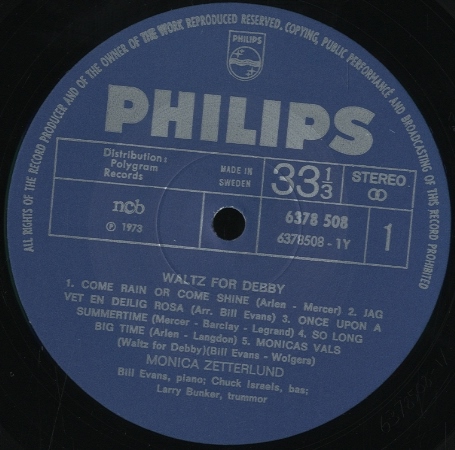 ALL RIGHTS OF THE RECORD PRODUCER AND OF THE OWNER OF THE WORK REPRODUCED RESERVED. COPYING, PUBLIC PERFORMANCE AND BROADCASTING OF THIS RECORD PROHIBITED
PHILIPS
PHILIPS
Distribution:
Polygram
Records
MADE IN
SWEDEN
33 1/3
STEREO
ncb
Ⓟ 1973
6378 508
6378508 - 1Y
1
WALTZ FOR DEBBY
1. COME RAIN OR COME SHINE (Arlen - Mercer) 2. JAG
VET EN DEILIG ROSA (Arr. Bill Evans) 3. ONCE UPON A
SUMMERTIME (Mercer - Barclay - Legrand) 4. SO LONG
BIG TIME (Arlen - Langdon) 5. MONICAS VALS
(Waltz for Debby)(Bill Evans - Wolgers)
MONICA ZETTERLUND
Bill Evans, piano; Chuck Israels, bas;
Larry Bunker, trummor